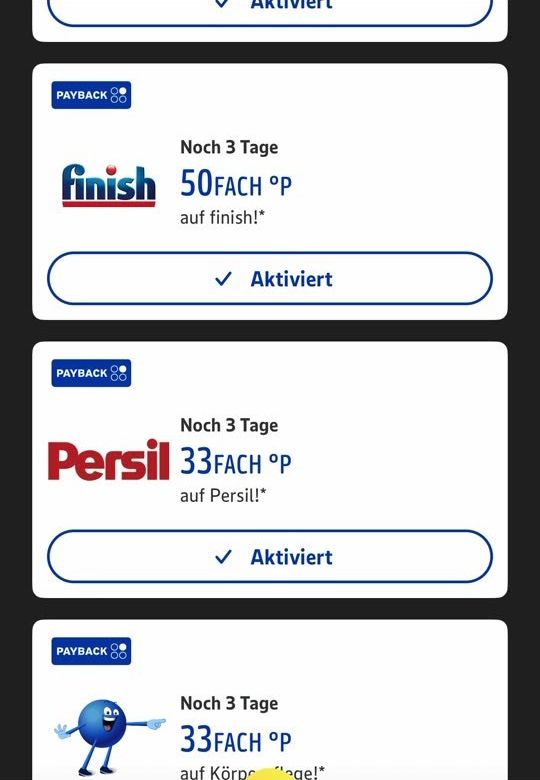 Aktiviert
PAYBACK
Noch 3 Tage
finish
50FACH °P
auf finish!*
Aktiviert
PAYBACK
Noch 3 Tage
Persil
33FACH °P
auf Persil!*
Aktiviert
PAYBACK
Noch 3 Tage
33FACH °P
auf